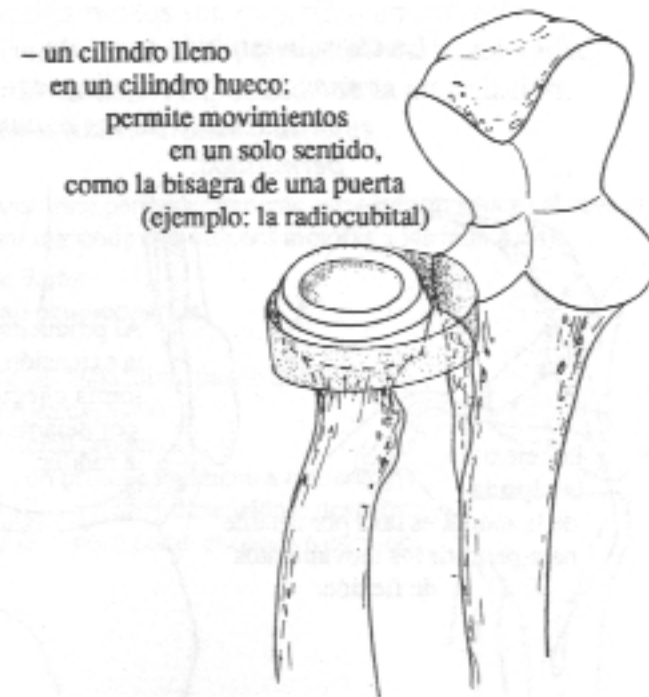 – un cilindro lleno
en un cilindro hueco:
permite movimientos
en un solo sentido,
como la bisagra de una puerta
(ejemplo: la radiocubital)